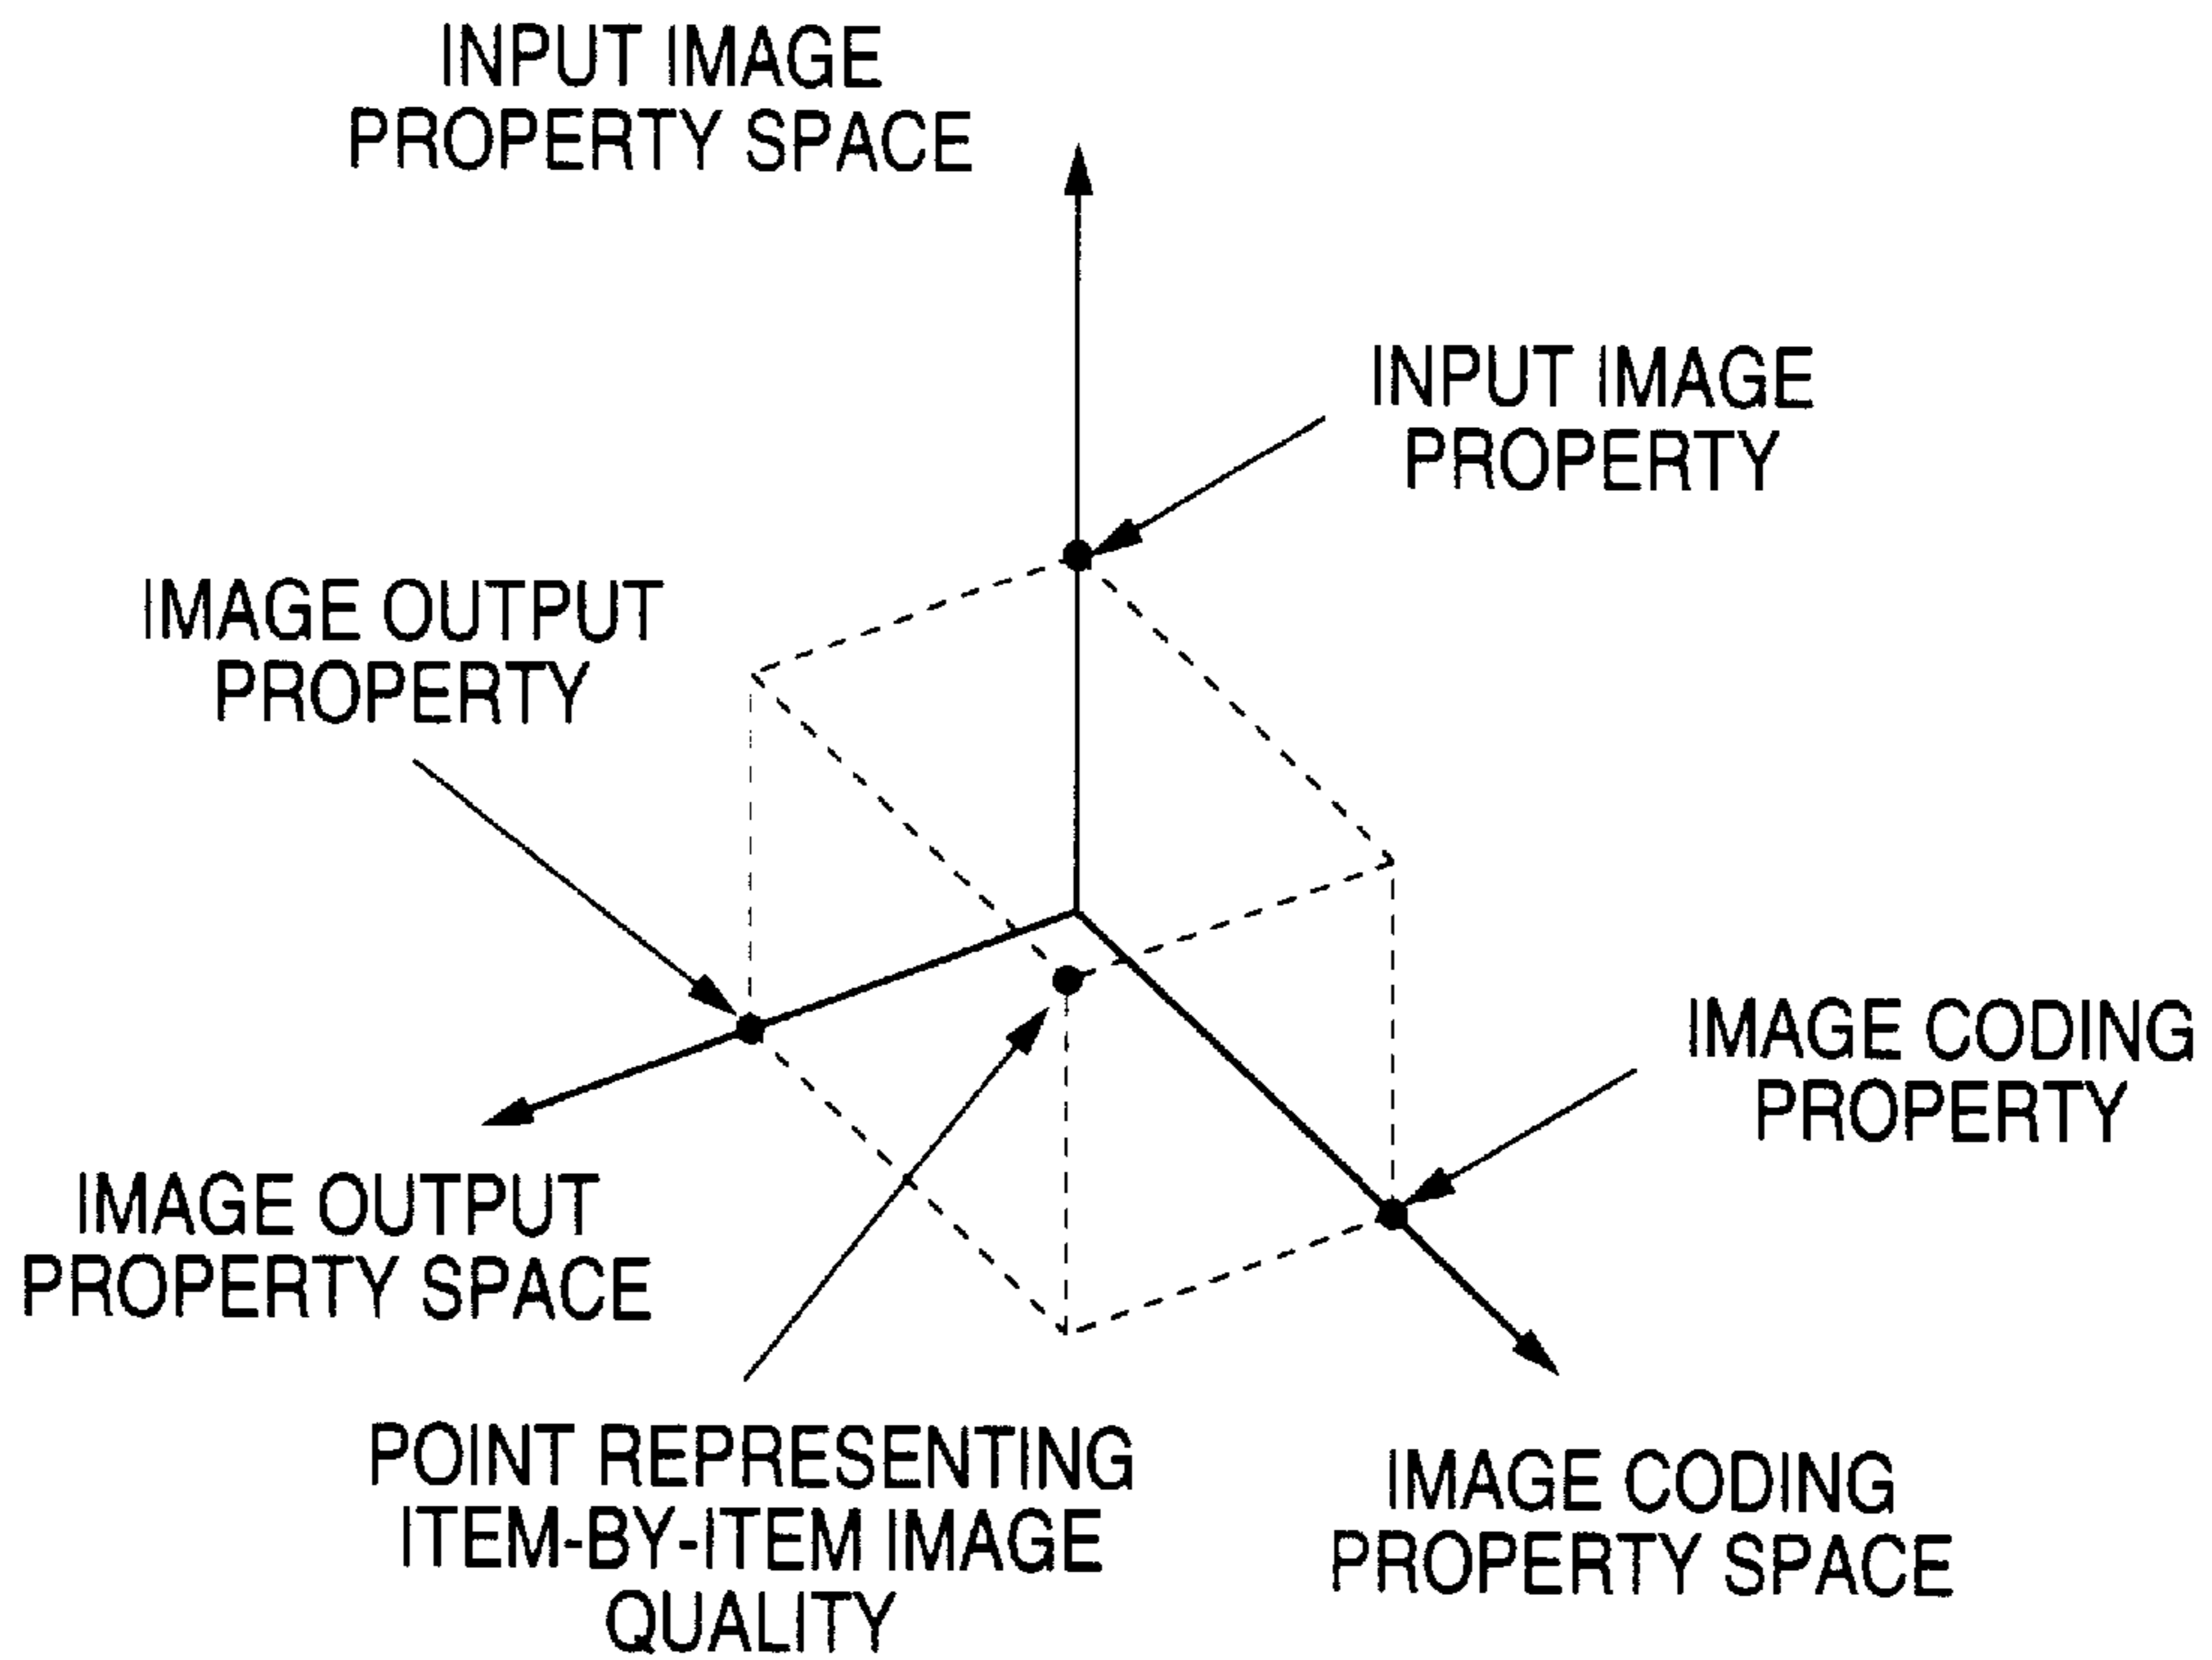 INPUT IMAGE
PROPERTY SPACE
INPUT IMAGE
PROPERTY
IMAGE OUTPUT
PROPERTY
IMAGE CODING
PROPERTY
IMAGE OUTPUT
PROPERTY SPACE
POINT REPRESENTING
ITEM-BY-ITEM IMAGE
QUALITY
IMAGE CODING
PROPERTY SPACE